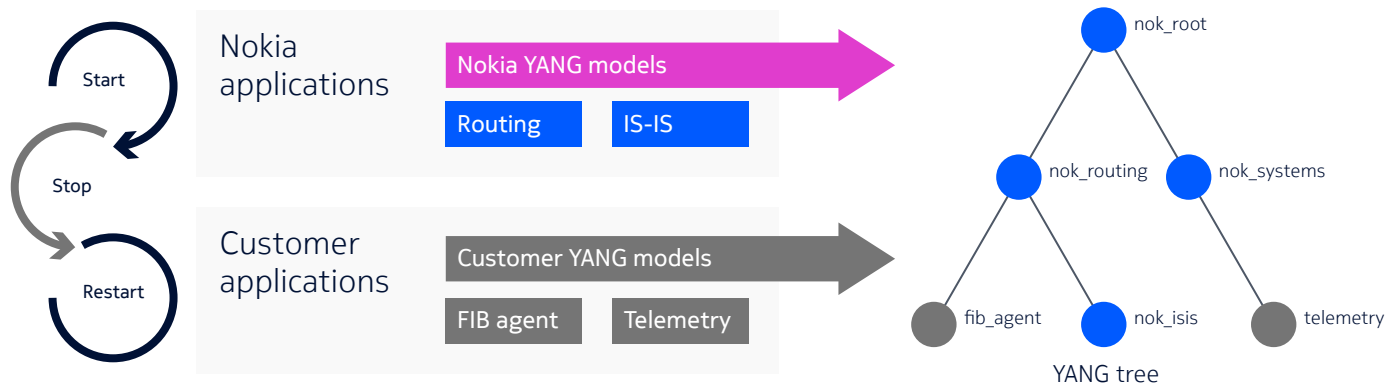 Start
Stop
Restart
Nokia
applications
Nokia YANG models
Routing
IS-IS
Customer
applications
Customer YANG models
FIB agent
Telemetry
nok_root
nok_routing
nok_systems
fib_agent
nok_isis
telemetry
YANG tree